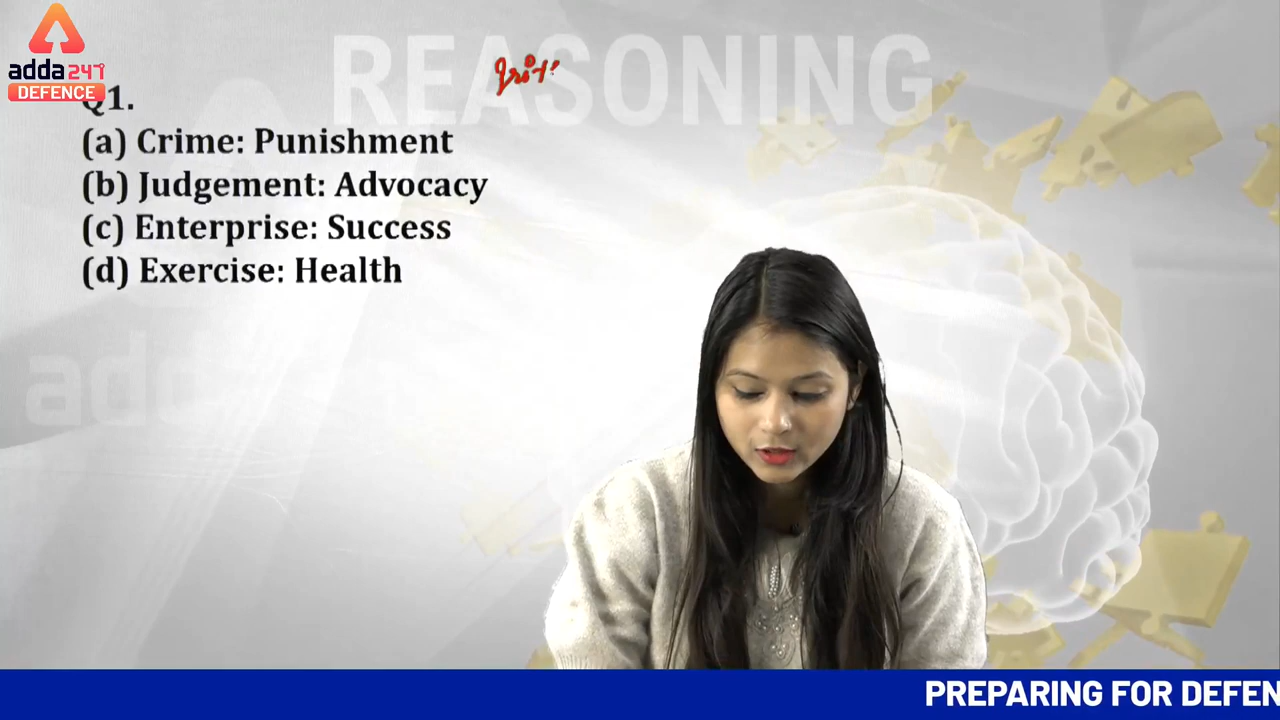 REASONING
adda247
DEFENCE
Q1.
(a) Crime: Punishment
(b) Judgement: Advocacy
(c) Enterprise: Success
(d) Exercise: Health
PREPARING FOR DEFEN